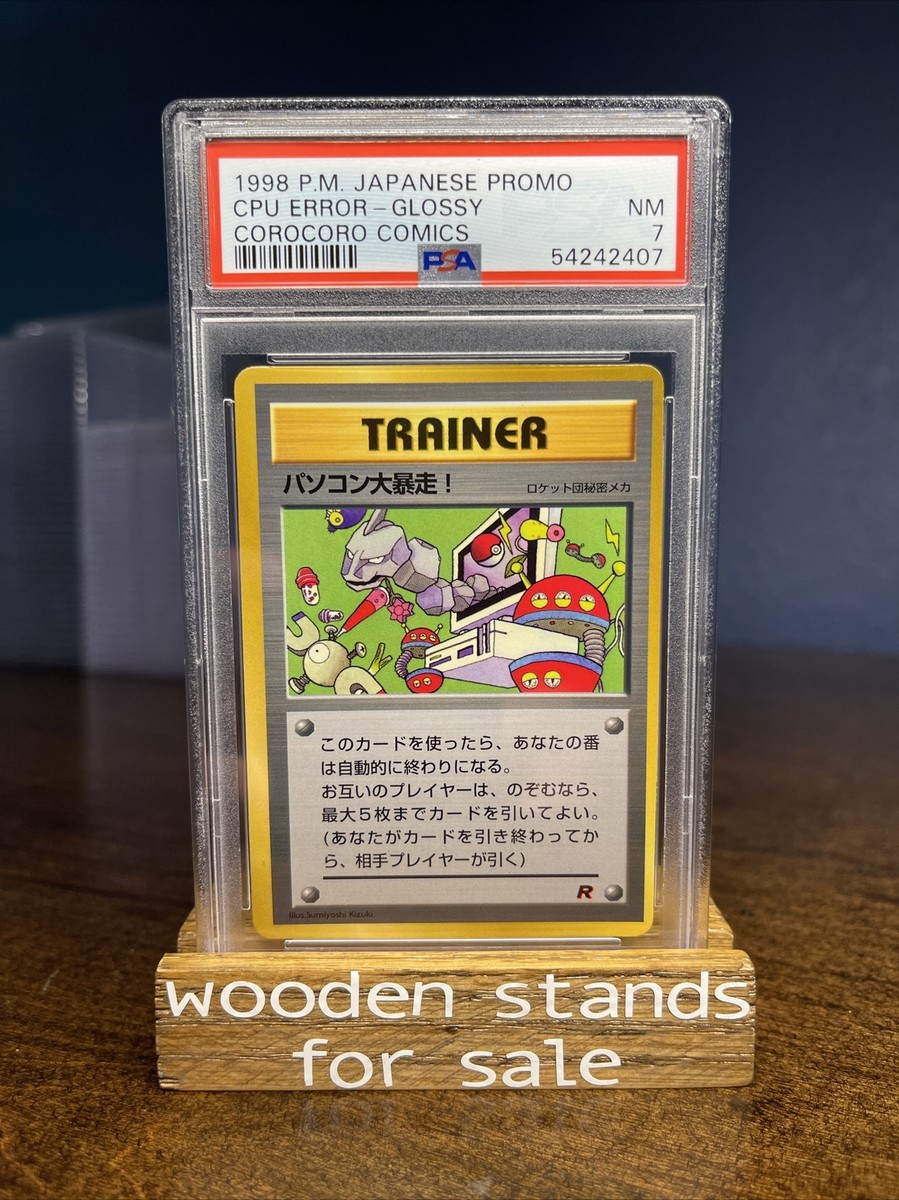 1998 P.M. JAPANESE PROMO
CPU ERROR - GLOSSY NM
COROCORO COMICS 7
PSA 54242407
TRAINER
パソコン大暴走! ロケット団秘密メカ
このカードを使ったら、あなたの番
は自動的に終わりになる。
お互いのプレイヤーは、のぞむなら、
最大5枚までカードを引いてよい。
(あなたがカードを引き終わってか
ら、相手プレイヤーが引く)
R
Illus. Sumiyoshi Kizuki
wooden stands
for sale